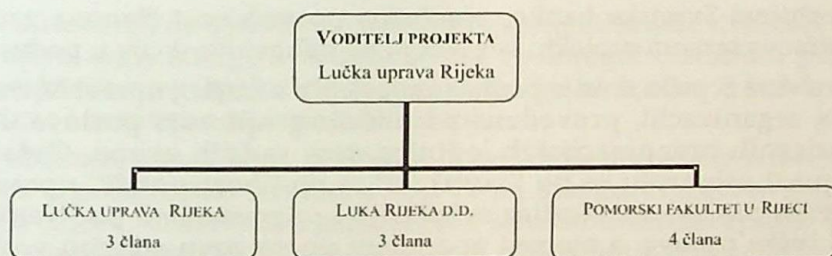 VODITELJ PROJEKTA
Lučka uprava Rijeka
LUČKA UPRAVA RIJEKA
3 člana
LUKA RIJEKA D.D.
3 člana
POMORSKI FAKULTET U RIJECI
4 člana